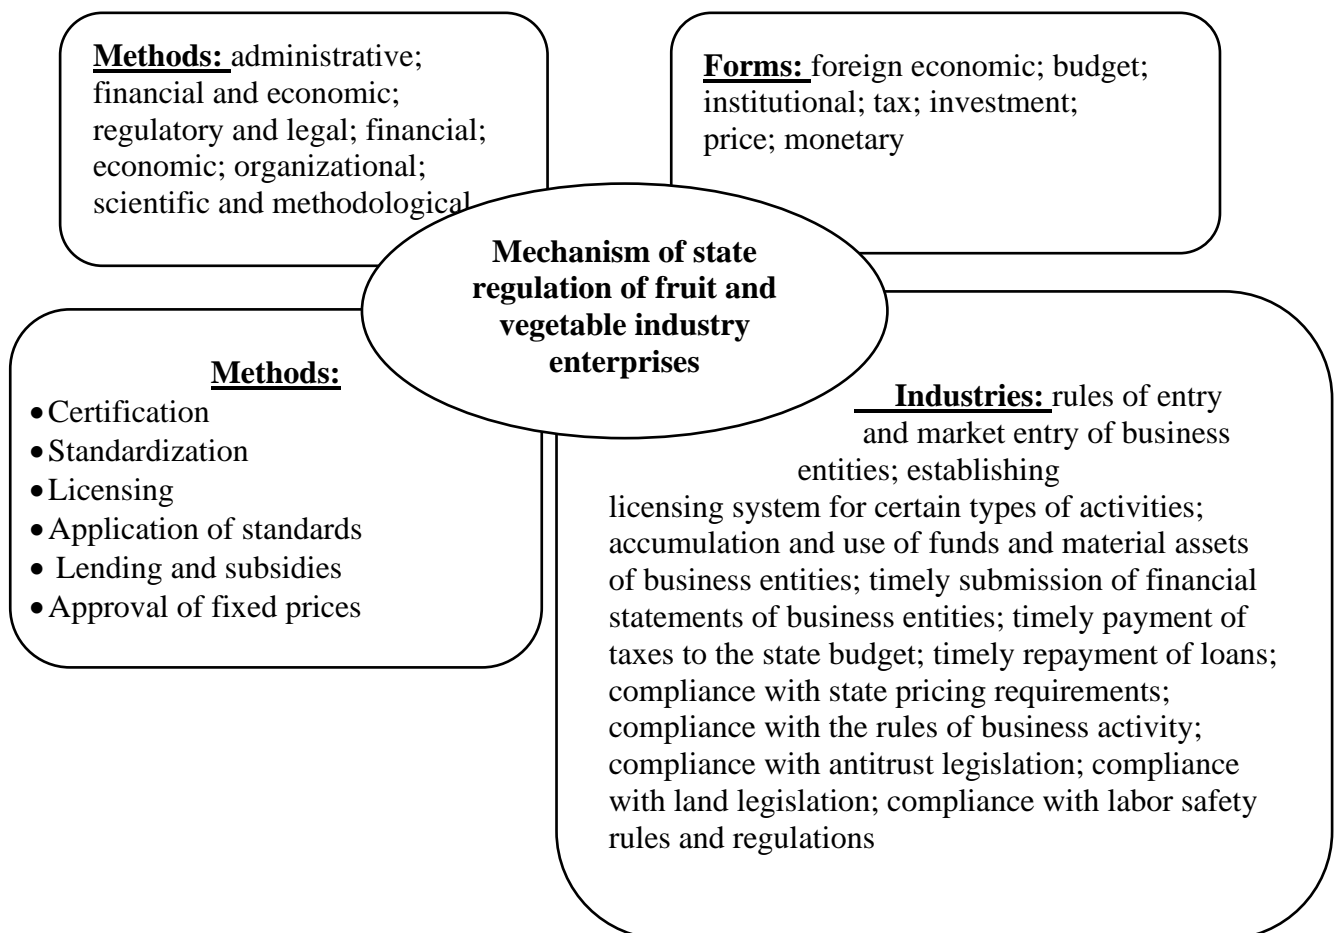 Methods: administrative;
financial and economic;
regulatory and legal; financial;
economic; organizational;
scientific and methodological
Forms: foreign economic; budget;
institutional; tax; investment;
price; monetary
Mechanism of state
regulation of fruit and
vegetable industry
enterprises
Methods:
• Certification
• Standardization
• Licensing
• Application of standards
• Lending and subsidies
• Approval of fixed prices
Industries: rules of entry
and market entry of business
entities; establishing
licensing system for certain types of activities;
accumulation and use of funds and material assets
of business entities; timely submission of financial
statements of business entities; timely payment of
taxes to the state budget; timely repayment of loans;
compliance with state pricing requirements;
compliance with the rules of business activity;
compliance with antitrust legislation; compliance
with land legislation; compliance with labor safety
rules and regulations